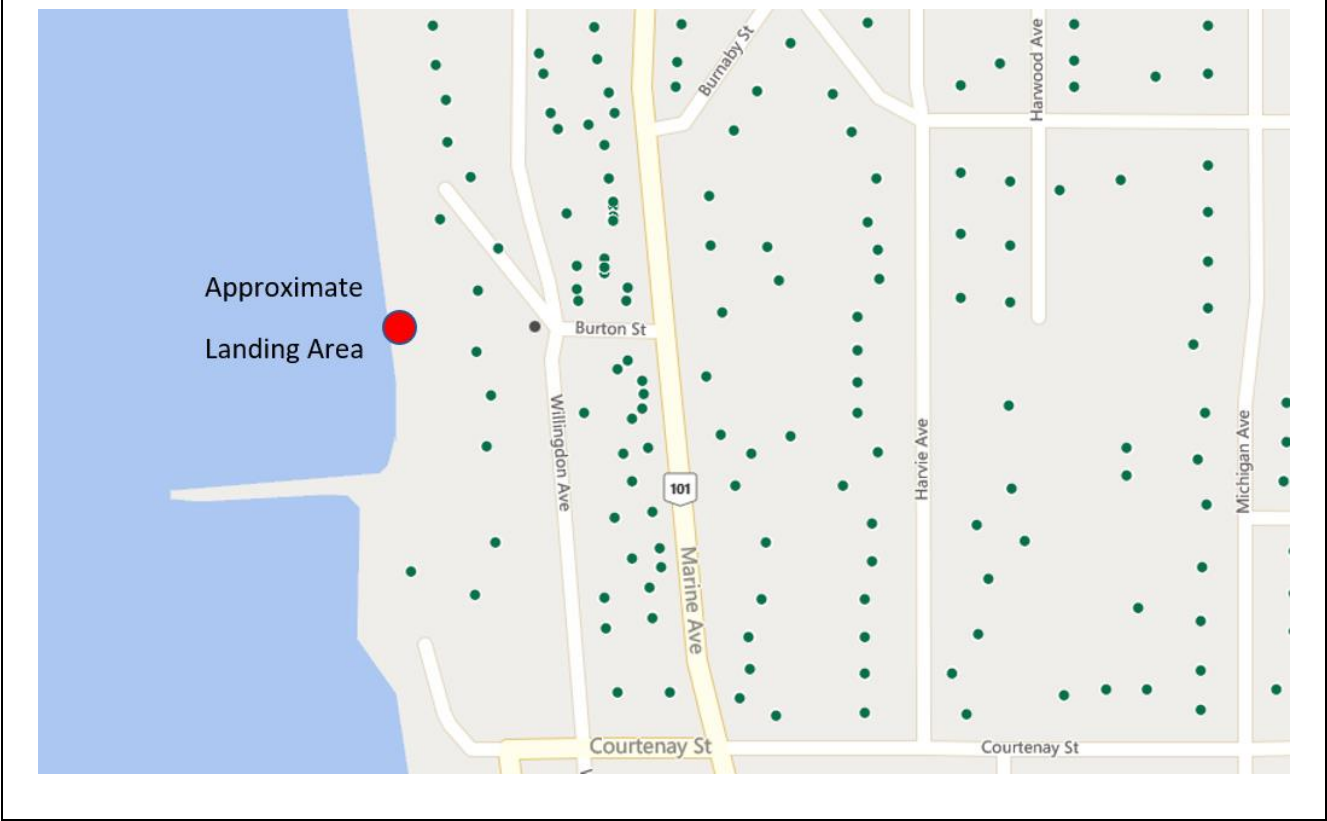 Burnaby St
Harwood Ave
Approximate
Landing Area
Burton St
Willingdon Ave
Harvie Ave
Michigan Ave
101
Marine Ave
Courtenay St
Courtenay St